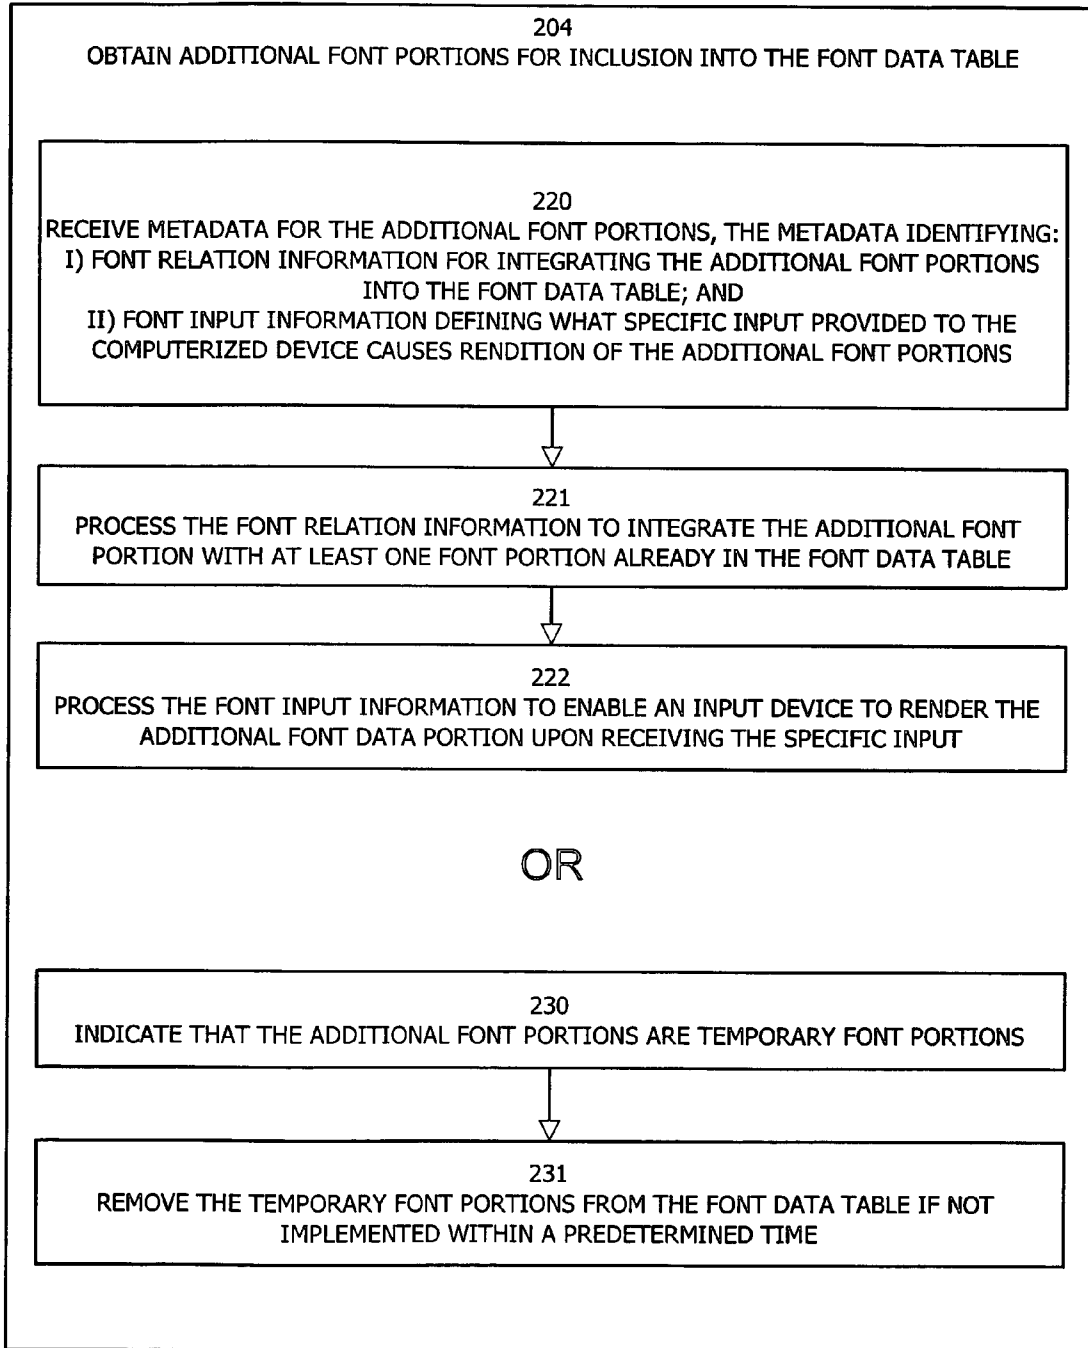 204
OBTAIN ADDITIONAL FONT PORTIONS FOR INCLUSION INTO THE FONT DATA TABLE
220
RECEIVE METADATA FOR THE ADDITIONAL FONT PORTIONS, THE METADATA IDENTIFYING:
I) FONT RELATION INFORMATION FOR INTEGRATING THE ADDITIONAL FONT PORTIONS
INTO THE FONT DATA TABLE; AND
II) FONT INPUT INFORMATION DEFINING WHAT SPECIFIC INPUT PROVIDED TO THE
COMPUTERIZED DEVICE CAUSES RENDITION OF THE ADDITIONAL FONT PORTIONS
221
PROCESS THE FONT RELATION INFORMATION TO INTEGRATE THE ADDITIONAL FONT
PORTION WITH AT LEAST ONE FONT PORTION ALREADY IN THE FONT DATA TABLE
222
PROCESS THE FONT INPUT INFORMATION TO ENABLE AN INPUT DEVICE TO RENDER THE
ADDITIONAL FONT DATA PORTION UPON RECEIVING THE SPECIFIC INPUT
OR
230
INDICATE THAT THE ADDITIONAL FONT PORTIONS ARE TEMPORARY FONT PORTIONS
231
REMOVE THE TEMPORARY FONT PORTIONS FROM THE FONT DATA TABLE IF NOT
IMPLEMENTED WITHIN A PREDETERMINED TIME